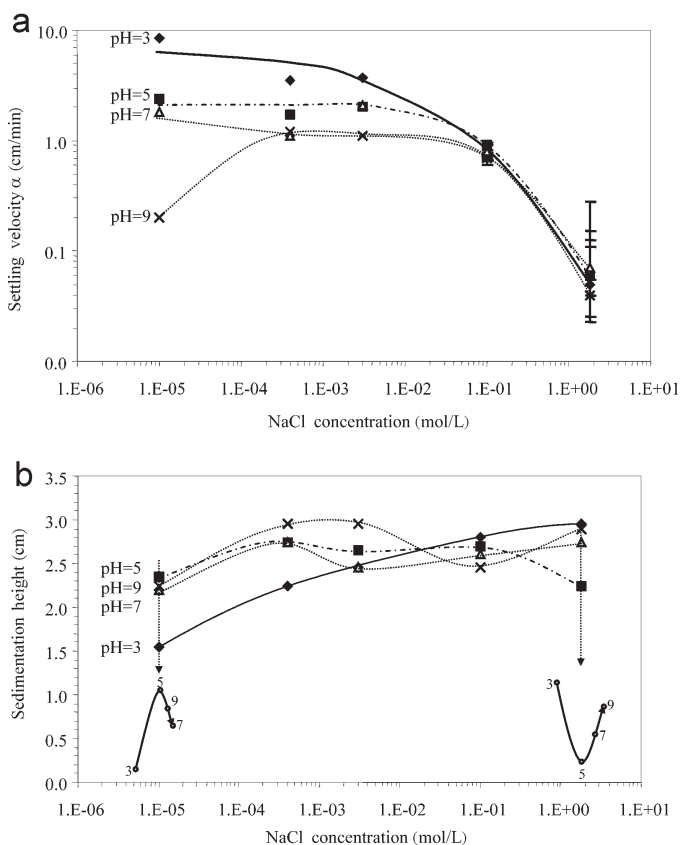 a
10.0
1.0
0.1
0.0
Settling velocity α (cm/min)
pH=3
pH=5
pH=7
pH=9
1.E-06 1.E-05 1.E-04 1.E-03 1.E-02 1.E-01 1.E+00 1.E+01
NaCl concentration (mol/L)
b
3.5
3.0
2.5
2.0
1.5
1.0
0.5
0.0
Sedimentation height (cm)
pH=5
pH=9
pH=7
pH=3
5
9
7
3
3
9
7
5
1.E-06 1.E-05 1.E-04 1.E-03 1.E-02 1.E-01 1.E+00 1.E+01
NaCl concentration (mol/L)